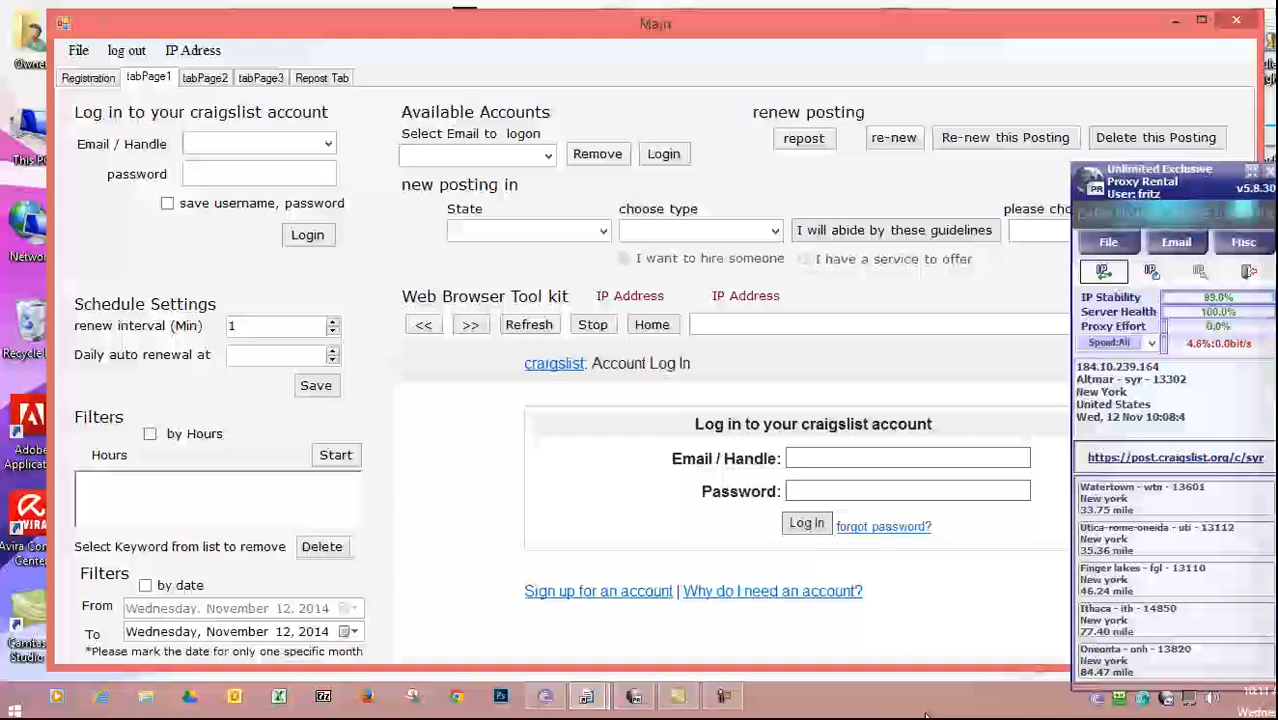 Main
File log out IP Adress
Registration tabPage1 tabPage2 tabPage3 Repost Tab
Log in to your craigslist account
Email / Handle
password
save username, password
Login
Schedule Settings
renew interval (Min) 1
Daily auto renewal at
Save
Filters
by Hours
Hours Start
Select Keyword from list to remove Delete
Filters
by date
From Wednesday, November 12, 2014
To Wednesday, November 12, 2014
*Please mark the date for only one specific month
Available Accounts
Select Email to logon
Remove Login
new posting in
State choose type
I will abide by these guidelines
I want to hire someone I have a service to offer
renew posting
repost re-new Re-new this Posting Delete this Posting
Web Browser Tool kit IP Address IP Address
<< >> Refresh Stop Home
craigslist: Account Log In
Log in to your craigslist account
Email / Handle:
Password:
Log In forgot password?
Sign up for an account | Why do I need an account?
Unlimited Exclusive
Proxy Rental v5.8.30
User: fritz
PR
File Email Misc
IP Stability 99.0%
Server Health 100.0%
Proxy Effort 0.0%
Speed:All 4.6%:0.0bit/s
184.10.239.164
Altmar - syr - 13302
New York
United States
Wed, 12 Nov 10:08:4
https://post.craigslist.org/c/syr
Watertown - wtn - 13601
New york
33.75 mile
Utica-rome-oneida - uti - 13112
New york
35.36 mile
Finger lakes - fgl - 13110
New york
46.24 mile
Ithaca - ith - 14850
New york
77.40 mile
Oneonta - onh - 13820
New york
84.47 mile
This PC
Recycle
Adobe
Avira
Studio
10:11